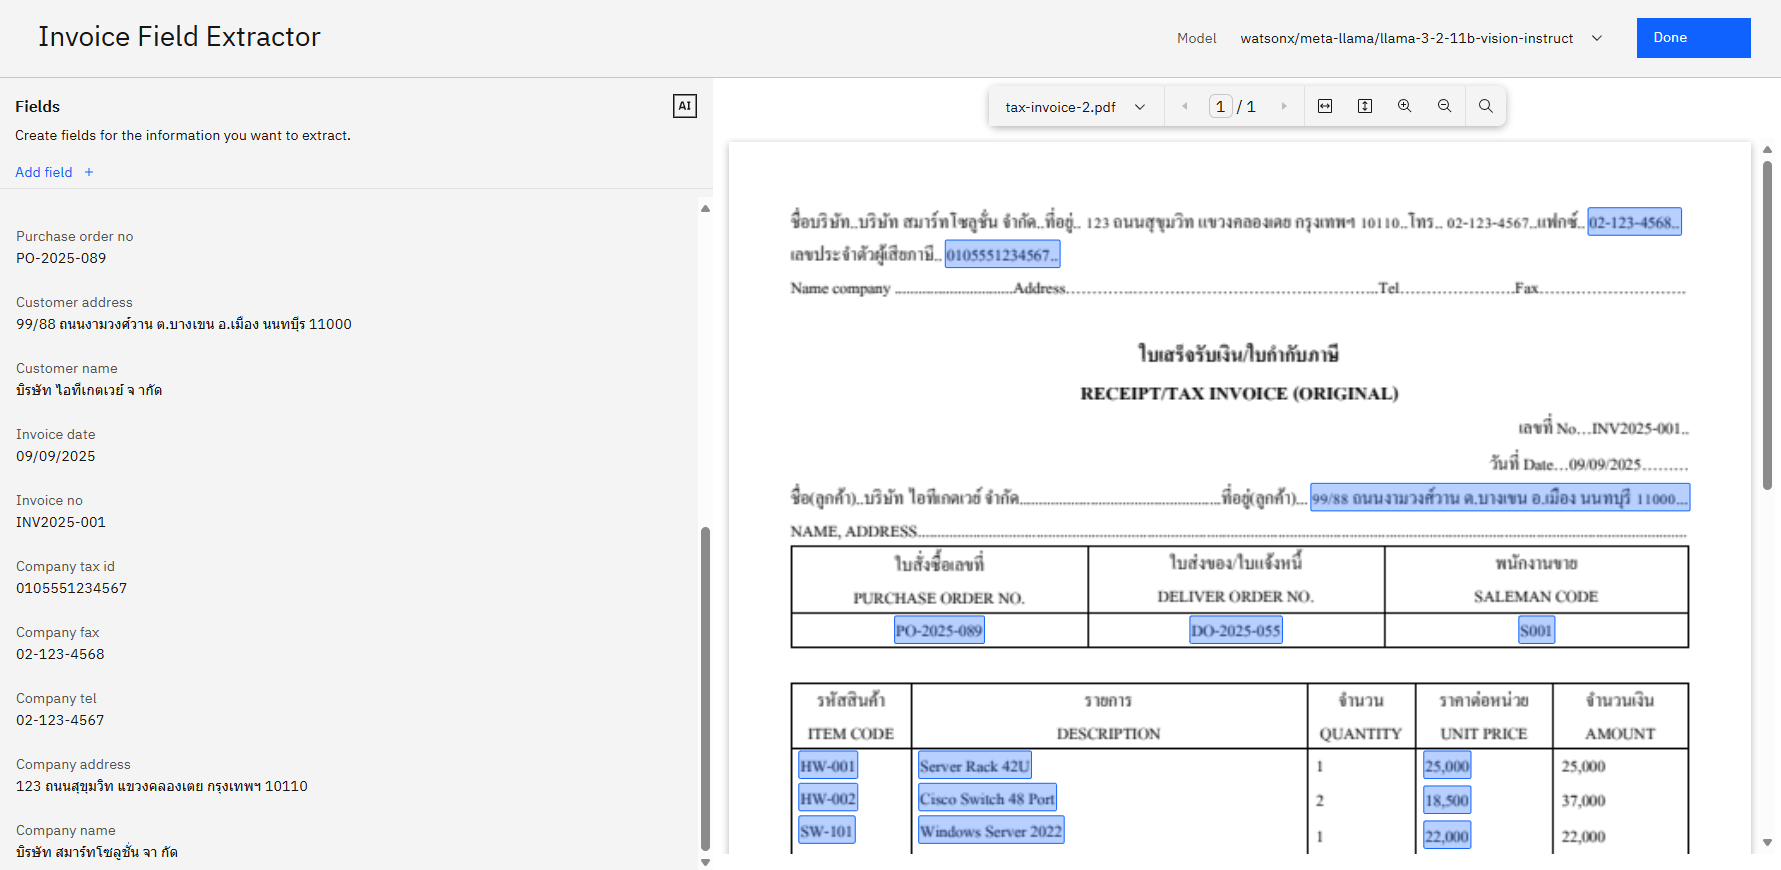 Invoice Field Extractor
Model watsonx/meta-llama/llama-3-2-11b-vision-instruct
Done
Fields
AI
Create fields for the information you want to extract.
Add field +
Purchase order no
PO-2025-089
Customer address
99/88 ถนนงามวงศ์วาน ต.บางเขน อ.เมือง นนทบุีร 11000
Customer name
บิรษัท ไอทีเกตเวย์ จ ากัด
Invoice date
09/09/2025
Invoice no
INV2025-001
Company tax id
0105551234567
Company fax
02-123-4568
Company tel
02-123-4567
Company address
123 ถนนสุขุมวิท แขวงคลองเตย กรุงเทพฯ 10110
Company name
บิรษัท สมาร์ทโซลูชั่น จา กัด
tax-invoice-2.pdf
1 / 1
ชื่อบริษัท..บริษัท สมาร์ทโซลูชั่น จำกัด..ที่อยู่.. 123 ถนนสุขุมวิท แขวงคลองเตย กรุงเทพฯ 10110..โทร.. 02-123-4567..แฟกซ์.. 02-123-4568..
เลขประจำตัวผู้เสียภาษี.. 0105551234567..
Name company ................................Address.......................................................................Tel........................Fax..................................
ใบเสร็จรับเงิน/ใบกำกับภาษี
RECEIPT/TAX INVOICE (ORIGINAL)
เลขที่ No...INV2025-001..
วันที่ Date...09/09/2025.........
ชื่อ(ลูกค้า)..บริษัท ไอทีเกตเวย์ จำกัด......................................................ที่อยู่(ลูกค้า)... 99/88 ถนนงามวงศ์วาน ต.บางเขน อ.เมือง นนทบุรี 11000...
NAME, ADDRESS...............................................................................................................................
ใบสั่งซื้อเลขที่ ใบส่งของ/ใบแจ้งหนี้ พนักงานขาย
PURCHASE ORDER NO. DELIVER ORDER NO. SALEMAN CODE
PO-2025-089 DO-2025-055 S001
รหัสสินค้า รายการ จำนวน ราคาต่อหน่วย จำนวนเงิน
ITEM CODE DESCRIPTION QUANTITY UNIT PRICE AMOUNT
HW-001 Server Rack 42U 1 25,000 25,000
HW-002 Cisco Switch 48 Port 2 18,500 37,000
SW-101 Windows Server 2022 1 22,000 22,000